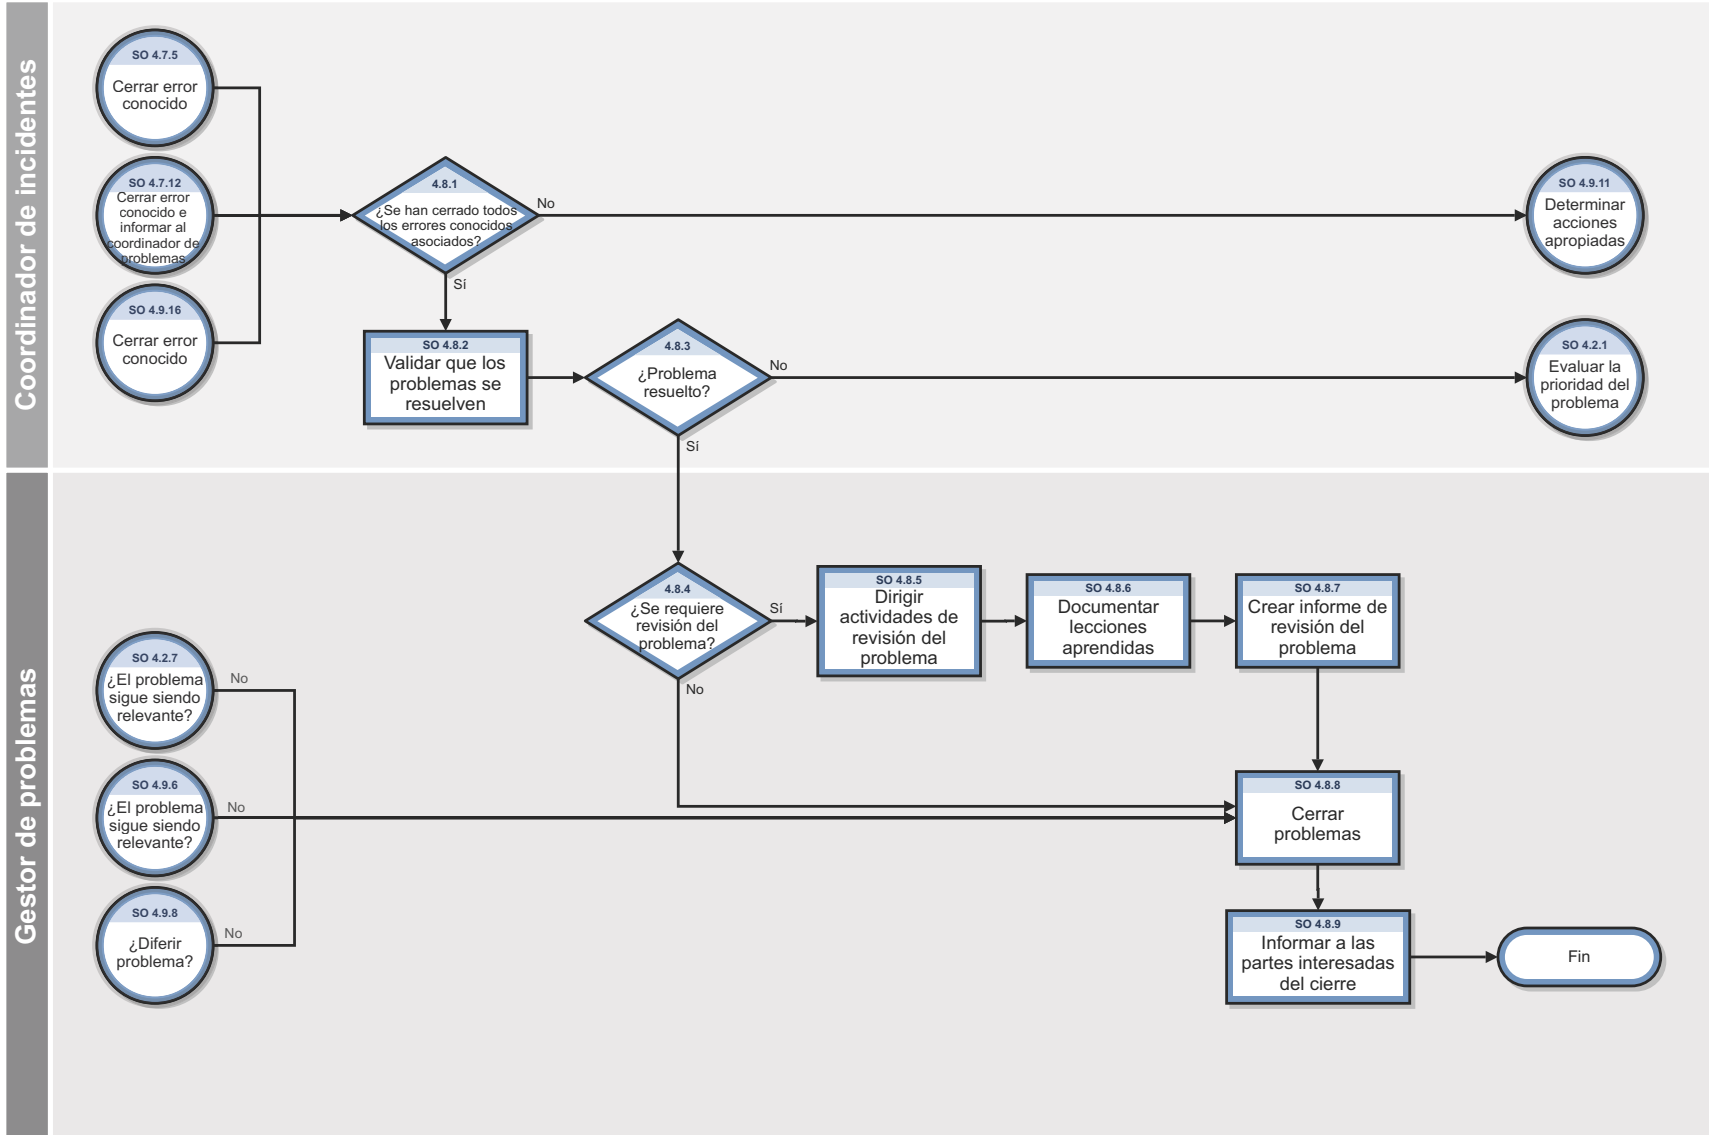 Coordinador de incidentes
SO 4.7.5
Cerrar error
conocido
SO 4.7.12
Cerrar error
conocido e
informar al
coordinador de
problemas
SO 4.9.16
Cerrar error
conocido
4.8.1
¿Se han cerrado todos
los errores conocidos
asociados?
No
Sí
SO 4.9.11
Determinar
acciones
apropiadas
SO 4.8.2
Validar que los
problemas se
resuelven
4.8.3
¿Problema
resuelto?
No
Sí
SO 4.2.1
Evaluar la
prioridad del
problema
Gestor de problemas
4.8.4
¿Se requiere
revisión del
problema?
Sí
No
SO 4.8.5
Dirigir
actividades de
revisión del
problema
SO 4.8.6
Documentar
lecciones
aprendidas
SO 4.8.7
Crear informe de
revisión del
problema
SO 4.2.7
¿El problema
sigue siendo
relevante?
No
SO 4.9.6
¿El problema
sigue siendo
relevante?
No
SO 4.9.8
¿Diferir
problema?
No
SO 4.8.8
Cerrar
problemas
SO 4.8.9
Informar a las
partes interesadas
del cierre
Fin